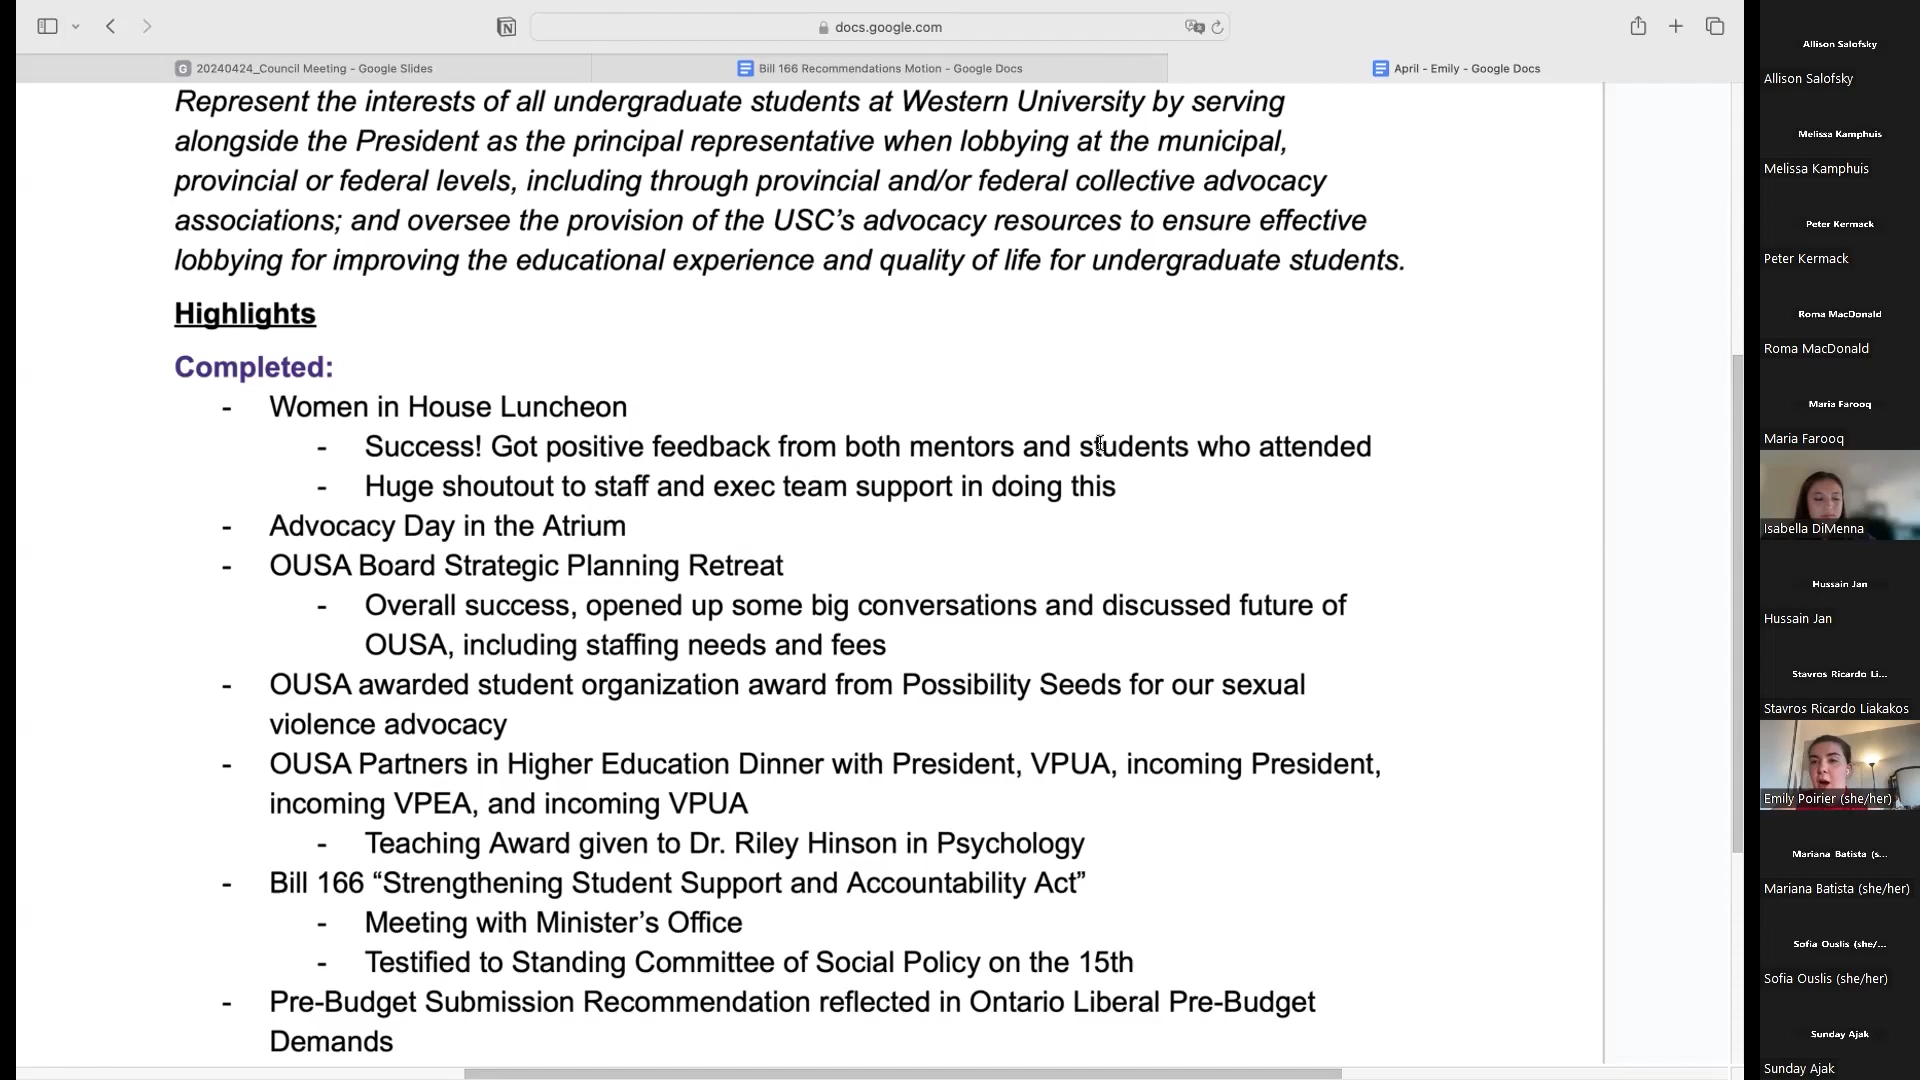 docs.google.com
20240424_Council Meeting - Google Slides
Bill 166 Recommendations Motion - Google Docs
April - Emily - Google Docs
Represent the interests of all undergraduate students at Western University by serving
alongside the President as the principal representative when lobbying at the municipal,
provincial or federal levels, including through provincial and/or federal collective advocacy
associations; and oversee the provision of the USC’s advocacy resources to ensure effective
lobbying for improving the educational experience and quality of life for undergraduate students.
Highlights
Completed:
- Women in House Luncheon
- Success! Got positive feedback from both mentors and students who attended
- Huge shoutout to staff and exec team support in doing this
- Advocacy Day in the Atrium
- OUSA Board Strategic Planning Retreat
- Overall success, opened up some big conversations and discussed future of
OUSA, including staffing needs and fees
- OUSA awarded student organization award from Possibility Seeds for our sexual
violence advocacy
- OUSA Partners in Higher Education Dinner with President, VPUA, incoming President,
incoming VPEA, and incoming VPUA
- Teaching Award given to Dr. Riley Hinson in Psychology
- Bill 166 “Strengthening Student Support and Accountability Act”
- Meeting with Minister’s Office
- Testified to Standing Committee of Social Policy on the 15th
- Pre-Budget Submission Recommendation reflected in Ontario Liberal Pre-Budget
Demands
Allison Salofsky
Allison Salofsky
Melissa Kamphuis
Melissa Kamphuis
Peter Kermack
Peter Kermack
Roma MacDonald
Roma MacDonald
Maria Farooq
Maria Farooq
Isabella DiMenna
Hussain Jan
Hussain Jan
Stavros Ricardo Li...
Stavros Ricardo Liakakos
Emily Poirier (she/her)
Mariana Batista (s...
Mariana Batista (she/her)
Sofia Ouslis (she/...
Sofia Ouslis (she/her)
Sunday Ajak
Sunday Ajak